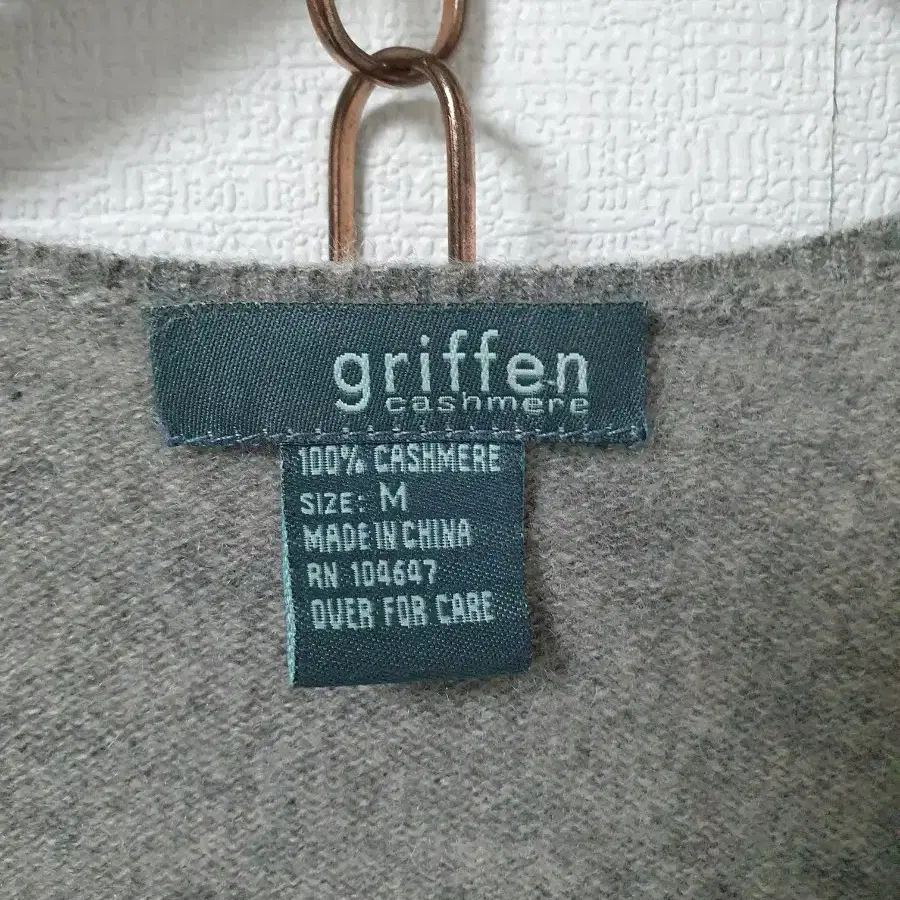 griffen
cashmere
100% CASHMERE
SIZE: M
MADE IN CHINA
RN 104647
OVER FOR CARE